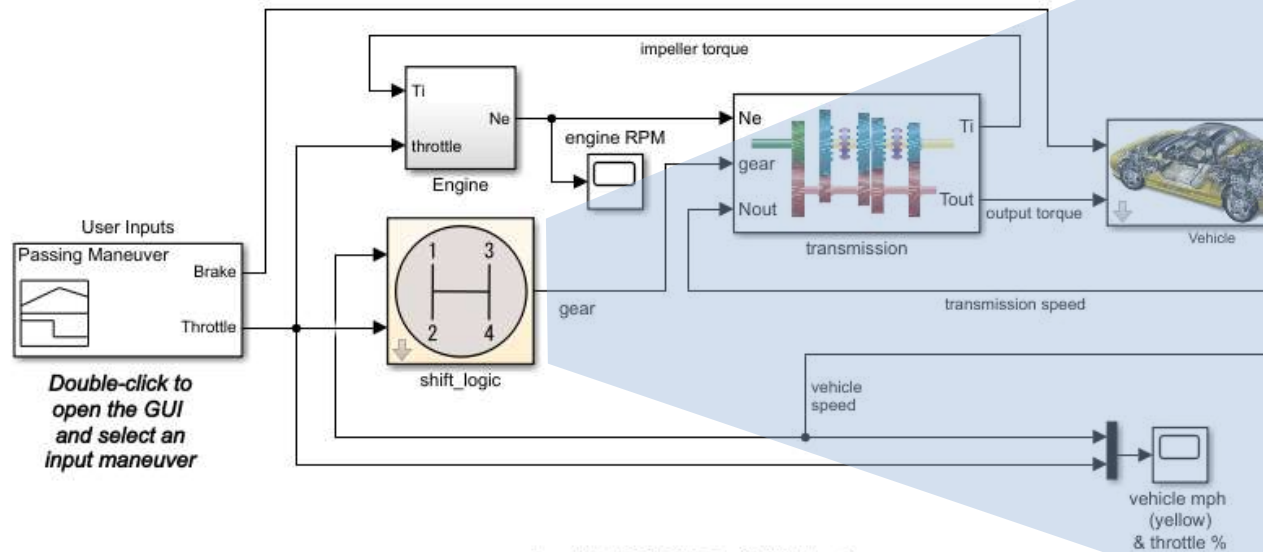 impeller torque
Ti
Ne
throttle
Engine
engine RPM
Ne
gear
Nout
Ti
Tout
transmission
output torque
Vehicle
User Inputs
Passing Maneuver
Brake
Throttle
Double-click to
open the GUI
and select an
input maneuver
1 3
2 4
shift_logic
gear
transmission speed
vehicle
speed
vehicle mph
(yellow)
& throttle %